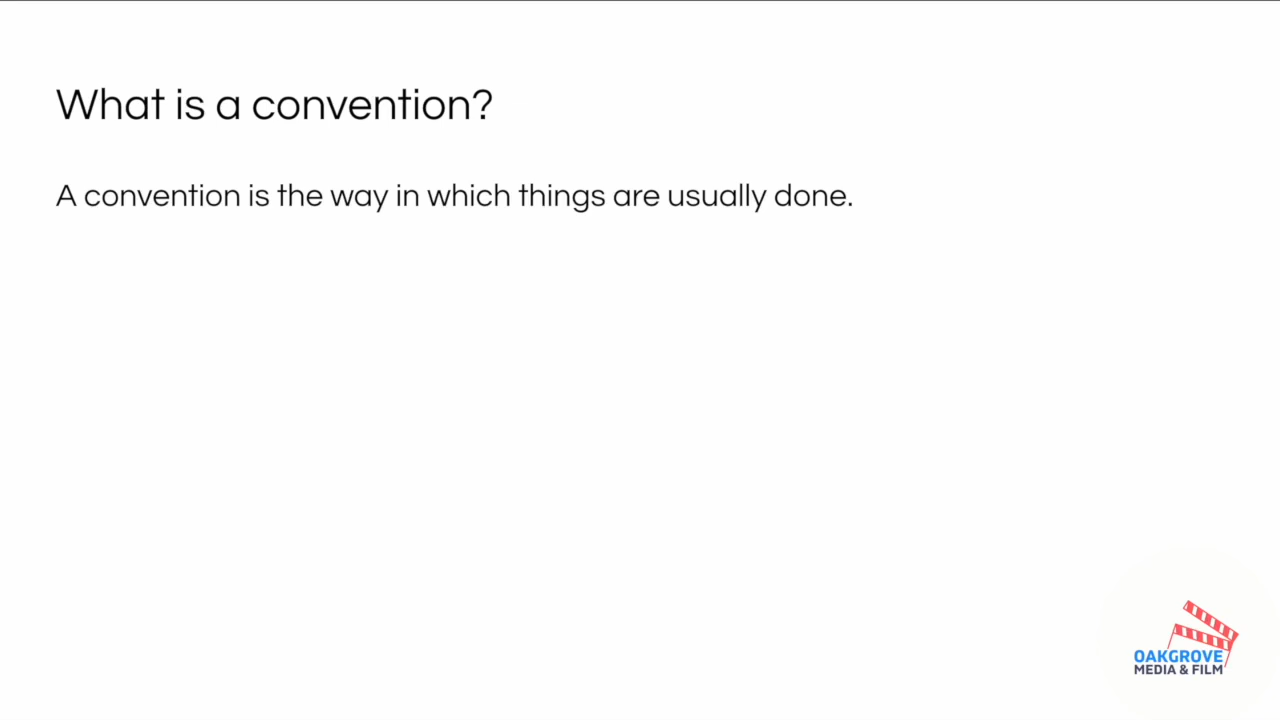 What is a convention?
A convention is the way in which things are usually done.
OAKGROVE
MEDIA & FILM